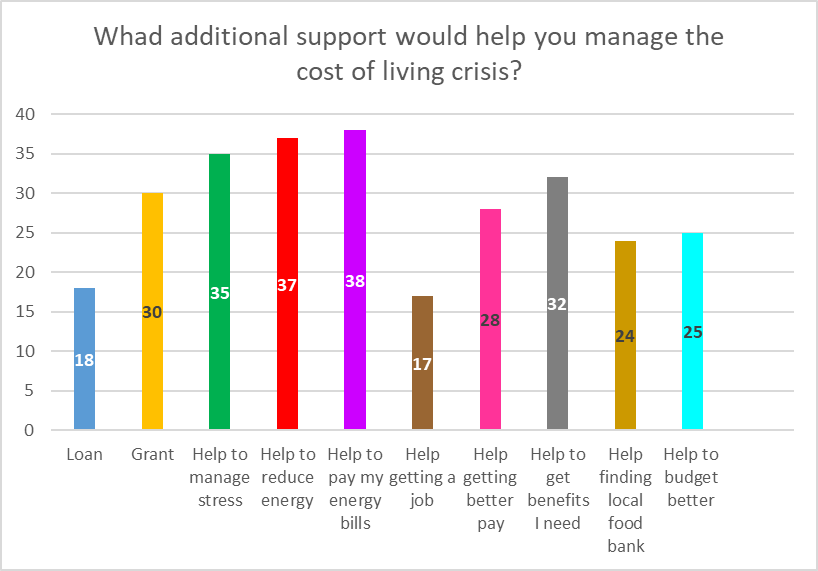 Whad additional support would help you manage the
cost of living crisis?
40
35
30
25
20
15
10
5
0
18
30
35
37
38
17
28
32
24
25
Loan
Grant
Help to
manage
stress
Help to
reduce
energy
Help to
pay my
energy
bills
Help
getting a
job
Help
getting
better
pay
Help to
get
benefits
I need
Help
finding
local
food
bank
Help to
budget
better